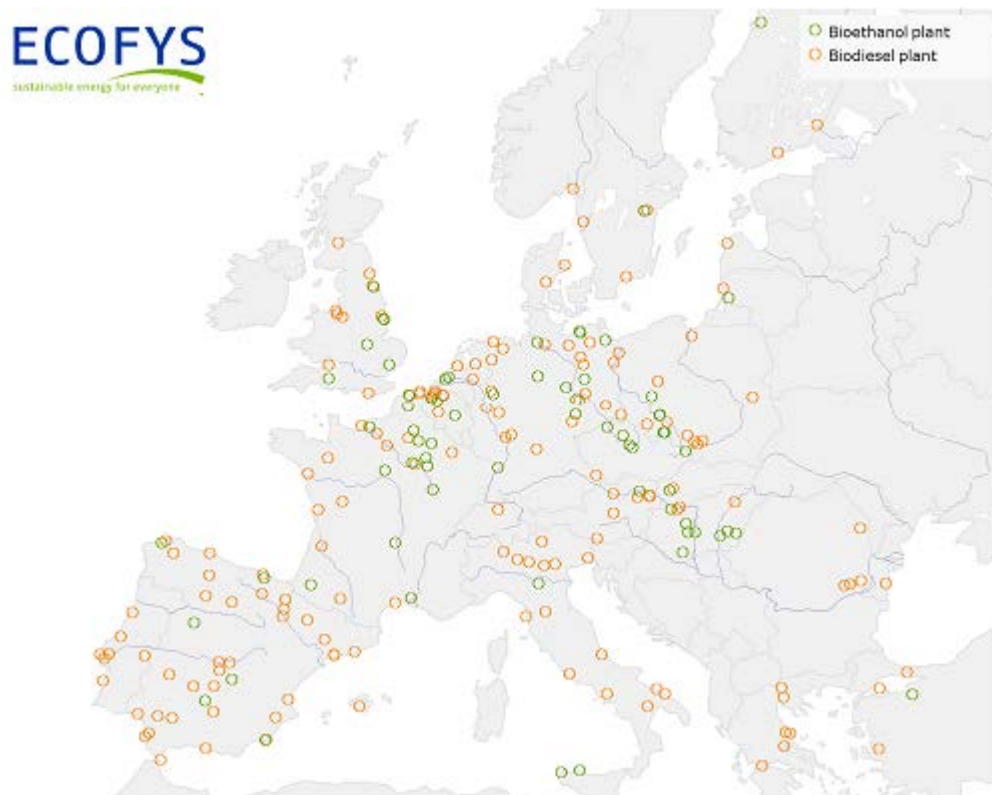 ECOFYS
sustainable energy for everyone
Bioethanol plant
Biodiesel plant